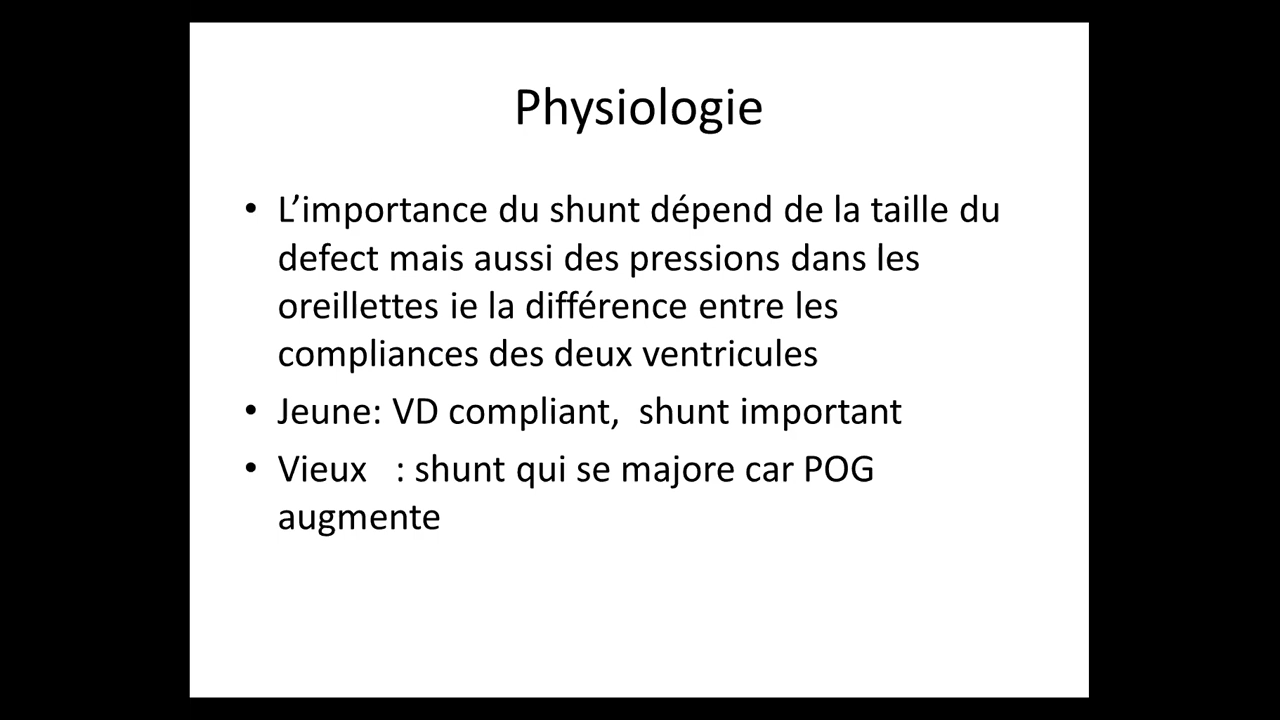 Physiologie
• L’importance du shunt dépend de la taille du
defect mais aussi des pressions dans les
oreillettes ie la différence entre les
compliances des deux ventricules
• Jeune: VD compliant,  shunt important
• Vieux   : shunt qui se majore car POG
augmente